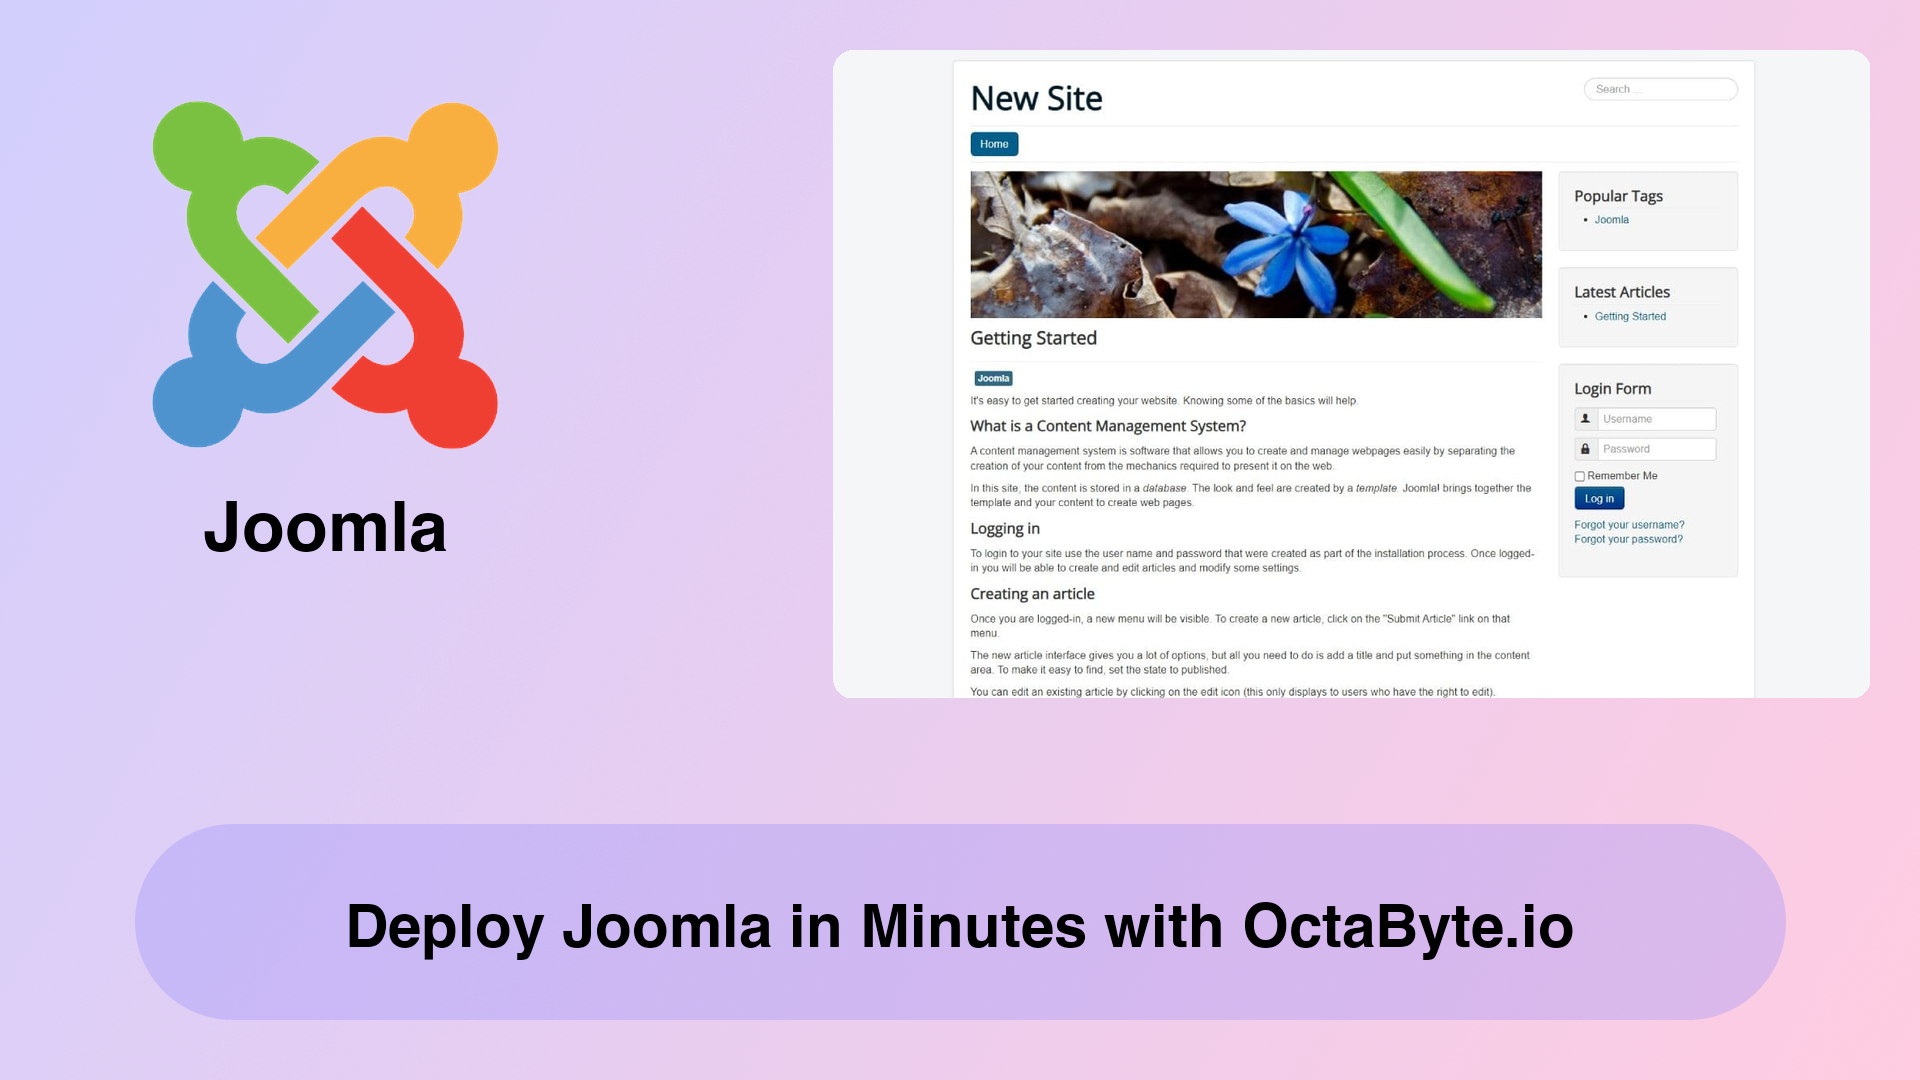 Joomla
New Site
Search ...
Home
Getting Started
Joomla
It's easy to get started creating your website. Knowing some of the basics will help.
What is a Content Management System?
A content management system is software that allows you to create and manage webpages easily by separating the
creation of your content from the mechanics required to present it on the web.
In this site, the content is stored in a database. The look and feel are created by a template. Joomla! brings together the
template and your content to create web pages.
Logging in
To login to your site use the user name and password that were created as part of the installation process. Once logged-
in you will be able to create and edit articles and modify some settings.
Creating an article
Once you are logged-in, a new menu will be visible. To create a new article, click on the "Submit Article" link on that
menu.
The new article interface gives you a lot of options, but all you need to do is add a title and put something in the content
area. To make it easy to find, set the state to published.
You can edit an existing article by clicking on the edit icon (this only displays to users who have the right to edit).
Popular Tags
Joomla
Latest Articles
Getting Started
Login Form
Username
Password
Remember Me
Log in
Forgot your username?
Forgot your password?
Deploy Joomla in Minutes with OctaByte.io